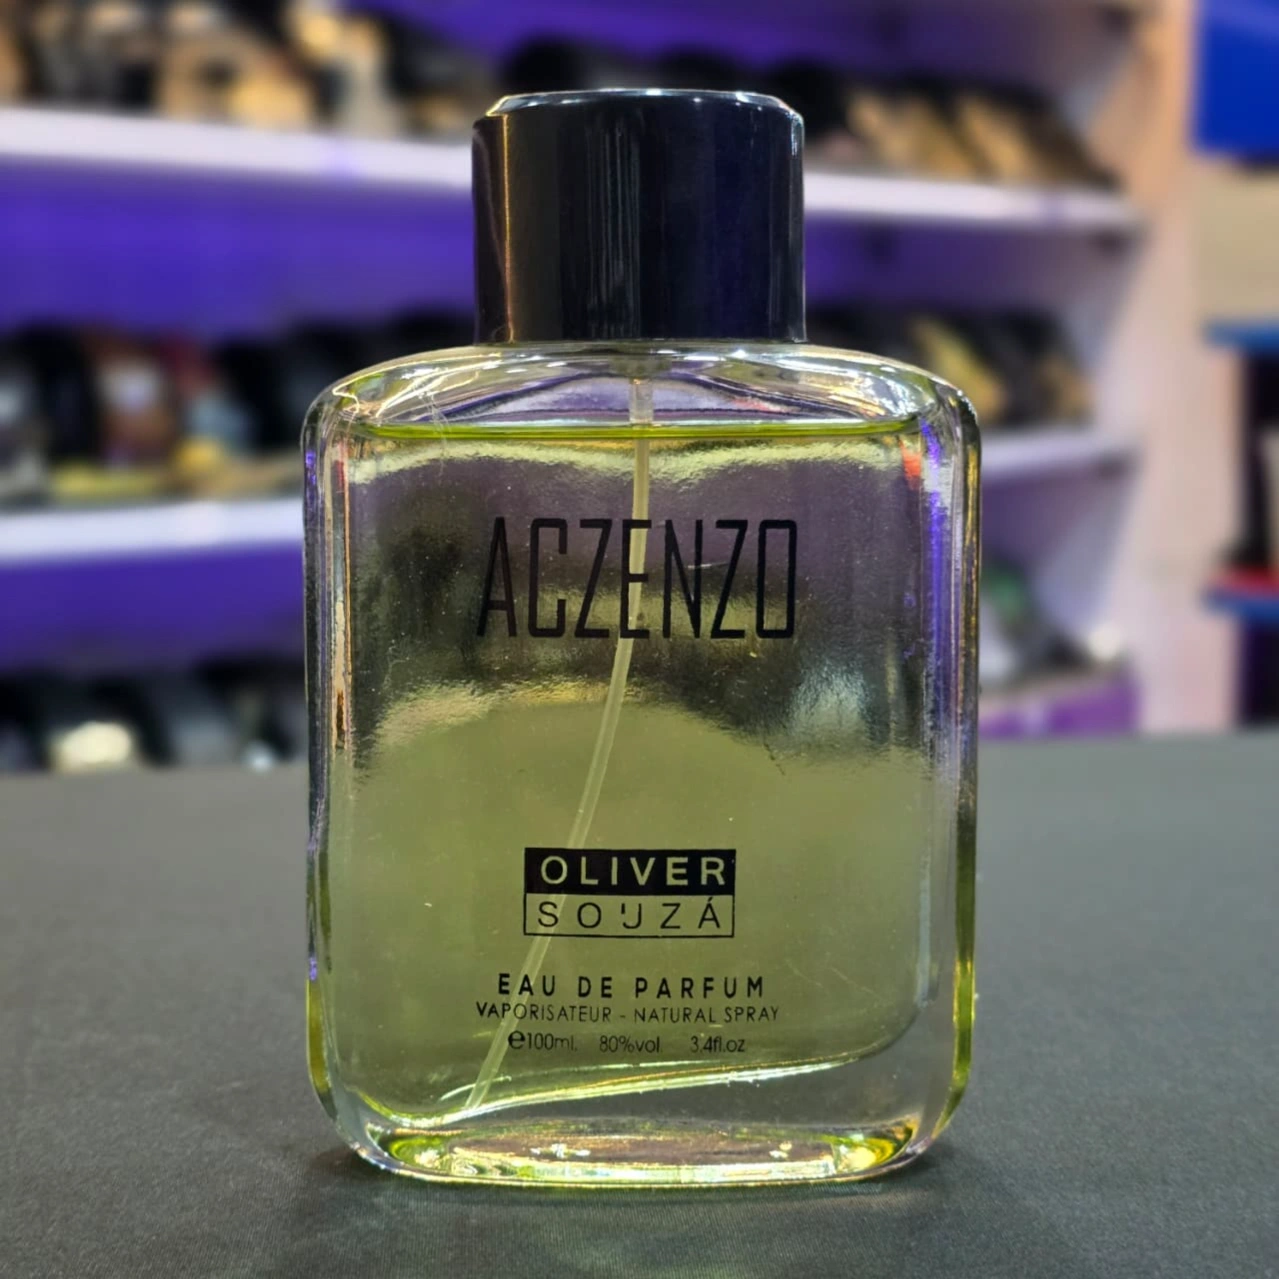 ACZENZO
OLIVER
SOUZÁ
EAU DE PARFUM
VAPORISATEUR - NATURAL SPRAY
℮100ml. 80%vol 3.4fl.oz